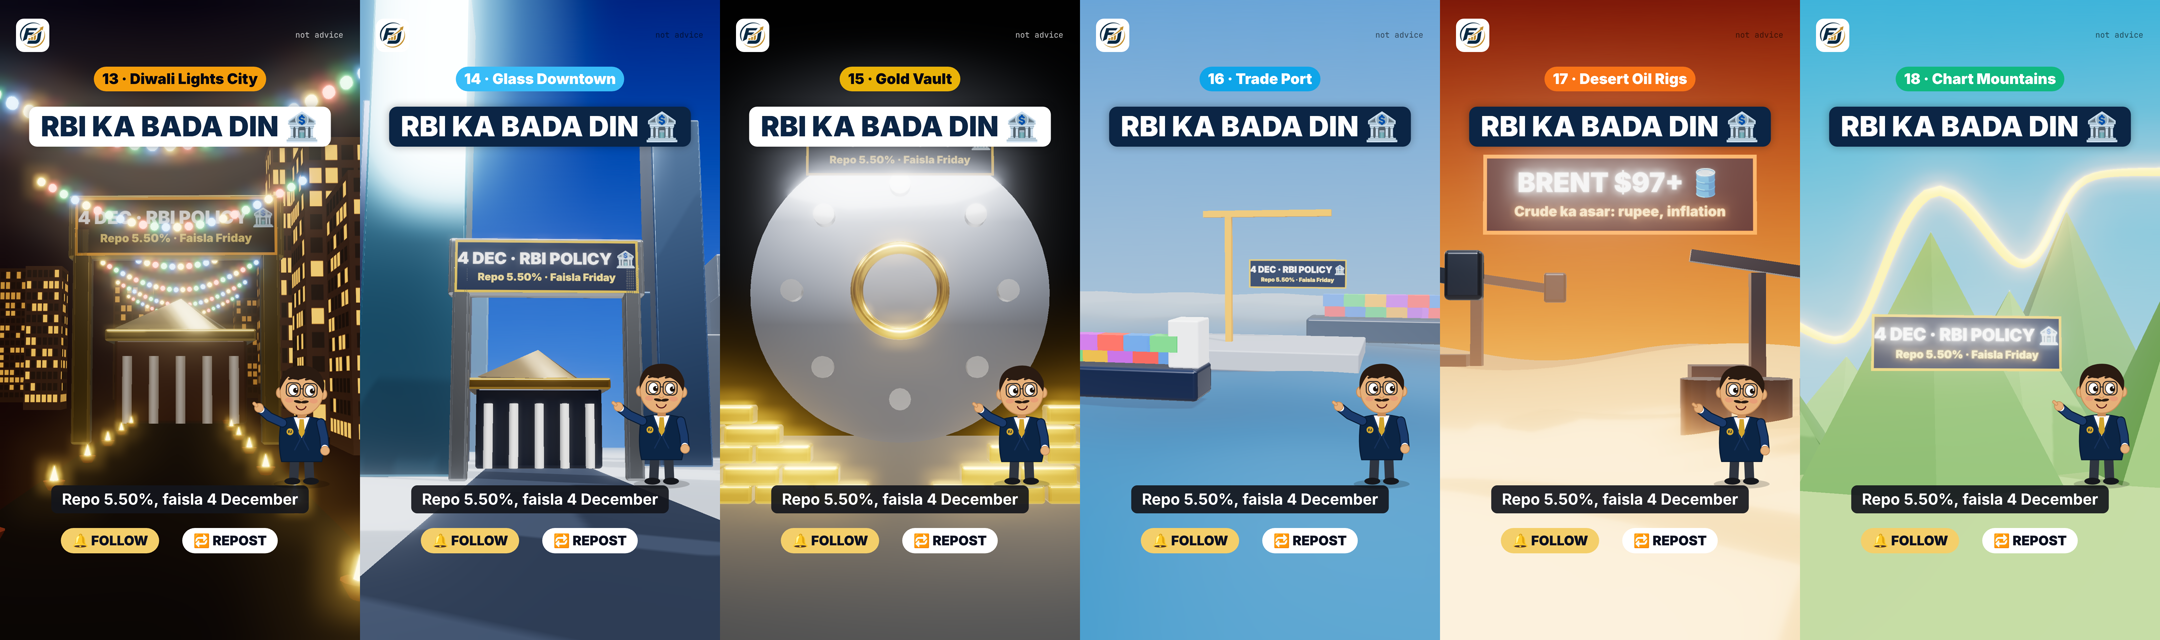 FJ
not advice
13 · Diwali Lights City
RBI KA BADA DIN
4 DEC · RBI POLICY
Repo 5.50% · Faisla Friday
Repo 5.50%, faisla 4 December
FOLLOW
REPOST
FJ
not advice
14 · Glass Downtown
RBI KA BADA DIN
4 DEC · RBI POLICY
Repo 5.50% · Faisla Friday
Repo 5.50%, faisla 4 December
FOLLOW
REPOST
FJ
not advice
15 · Gold Vault
RBI KA BADA DIN
Repo 5.50% · Faisla Friday
Repo 5.50%, faisla 4 December
FOLLOW
REPOST
FJ
not advice
16 · Trade Port
RBI KA BADA DIN
4 DEC · RBI POLICY
Repo 5.50% · Faisla Friday
Repo 5.50%, faisla 4 December
FOLLOW
REPOST
FJ
not advice
17 · Desert Oil Rigs
RBI KA BADA DIN
BRENT $97+
Crude ka asar: rupee, inflation
Repo 5.50%, faisla 4 December
FOLLOW
REPOST
FJ
not advice
18 · Chart Mountains
RBI KA BADA DIN
4 DEC · RBI POLICY
Repo 5.50% · Faisla Friday
Repo 5.50%, faisla 4 December
FOLLOW
REPOST